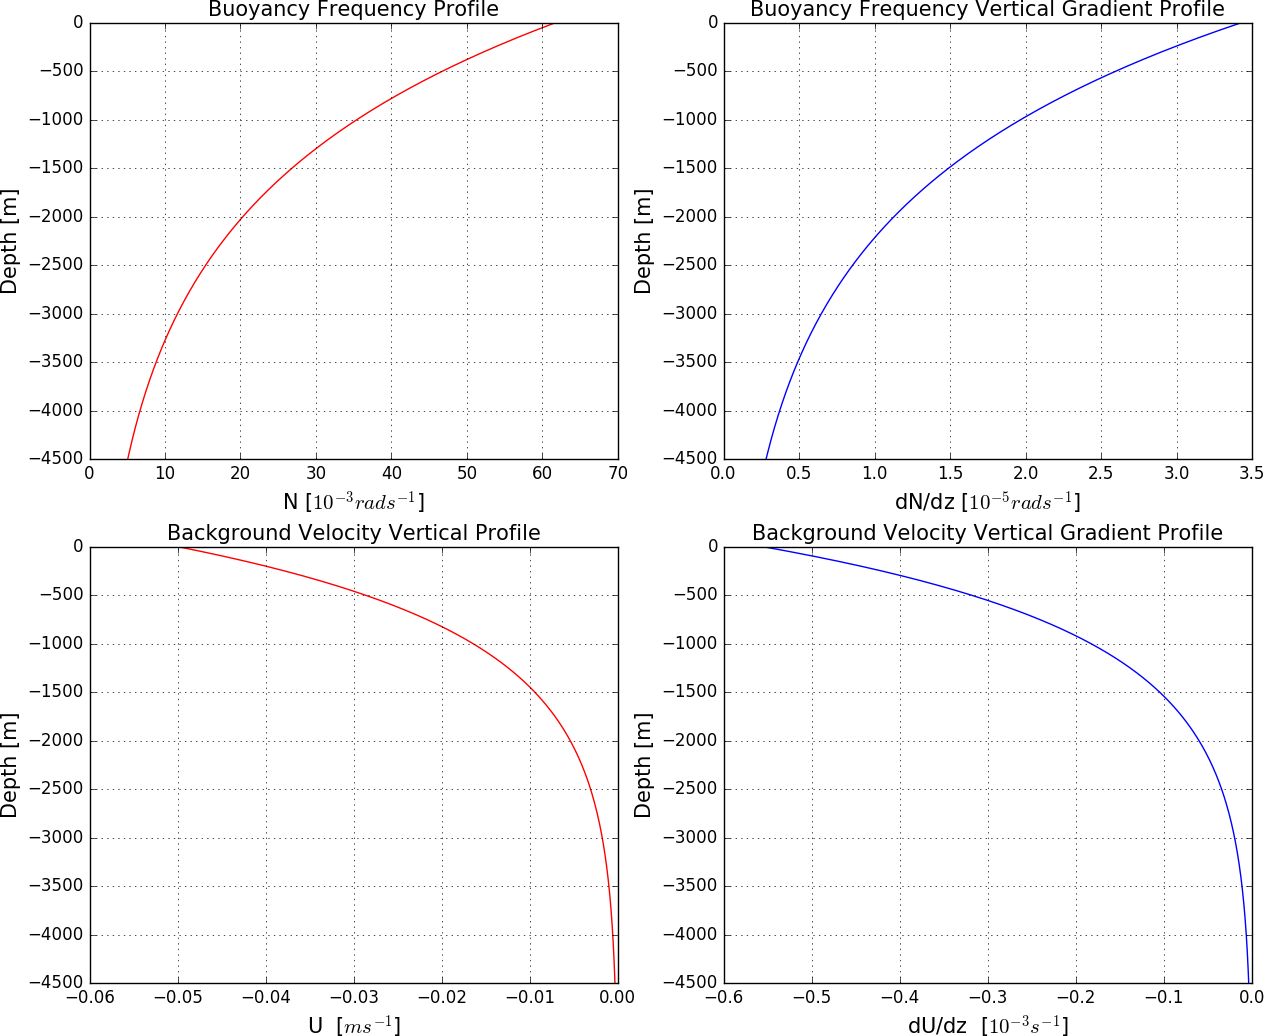 Buoyancy Frequency Profile
0
−500
−1000
−1500
−2000
−2500
−3000
−3500
−4000
−4500
Depth [m]
0 10 20 30 40 50 60 70
N [10⁻³rads⁻¹]
Buoyancy Frequency Vertical Gradient Profile
0
−500
−1000
−1500
−2000
−2500
−3000
−3500
−4000
−4500
Depth [m]
0.0 0.5 1.0 1.5 2.0 2.5 3.0 3.5
dN/dz [10⁻⁵rads⁻¹]
Background Velocity Vertical Profile
0
−500
−1000
−1500
−2000
−2500
−3000
−3500
−4000
−4500
Depth [m]
−0.06 −0.05 −0.04 −0.03 −0.02 −0.01 0.00
U [ms⁻¹]
Background Velocity Vertical Gradient Profile
0
−500
−1000
−1500
−2000
−2500
−3000
−3500
−4000
−4500
Depth [m]
−0.6 −0.5 −0.4 −0.3 −0.2 −0.1 0.0
dU/dz [10⁻³s⁻¹]